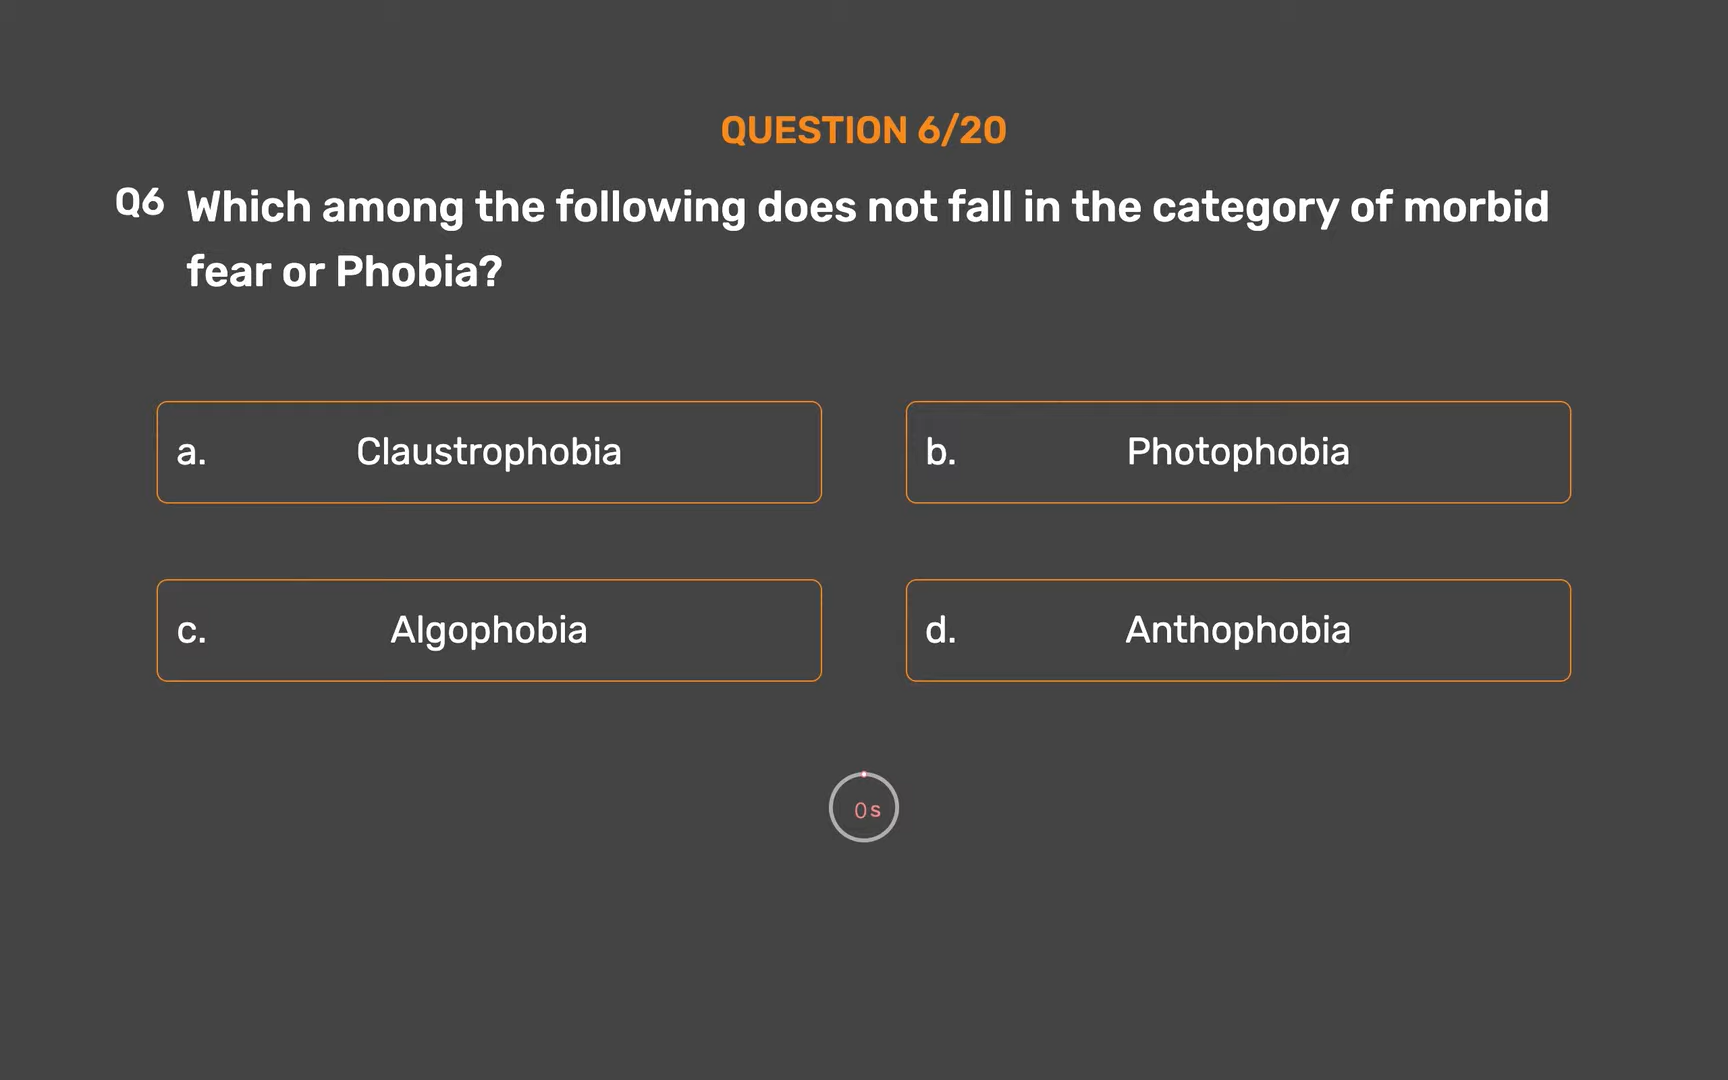 QUESTION 6/20
Q6 Which among the following does not fall in the category of morbid
fear or Phobia?
a. Claustrophobia
b. Photophobia
c. Algophobia
d. Anthophobia
0s